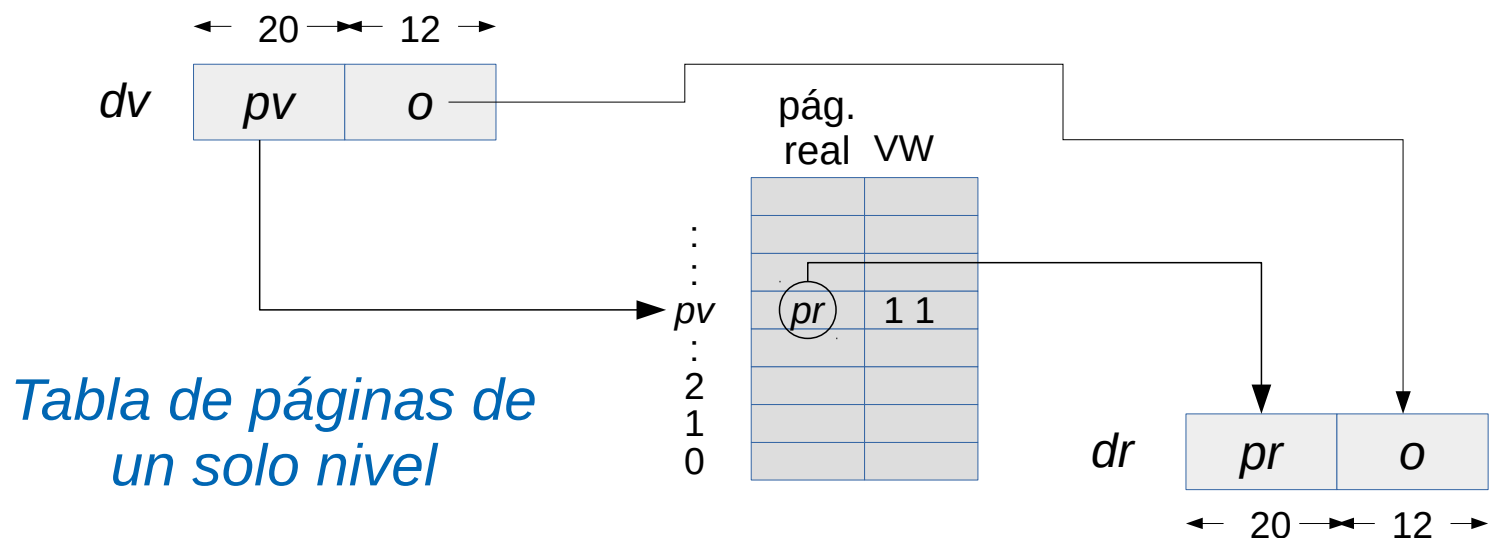 20 12
dv pv o
pág.
real VW
:
:
pv pr 1 1
:
2
1
0
Tabla de páginas de
un solo nivel
dr pr o
20 12